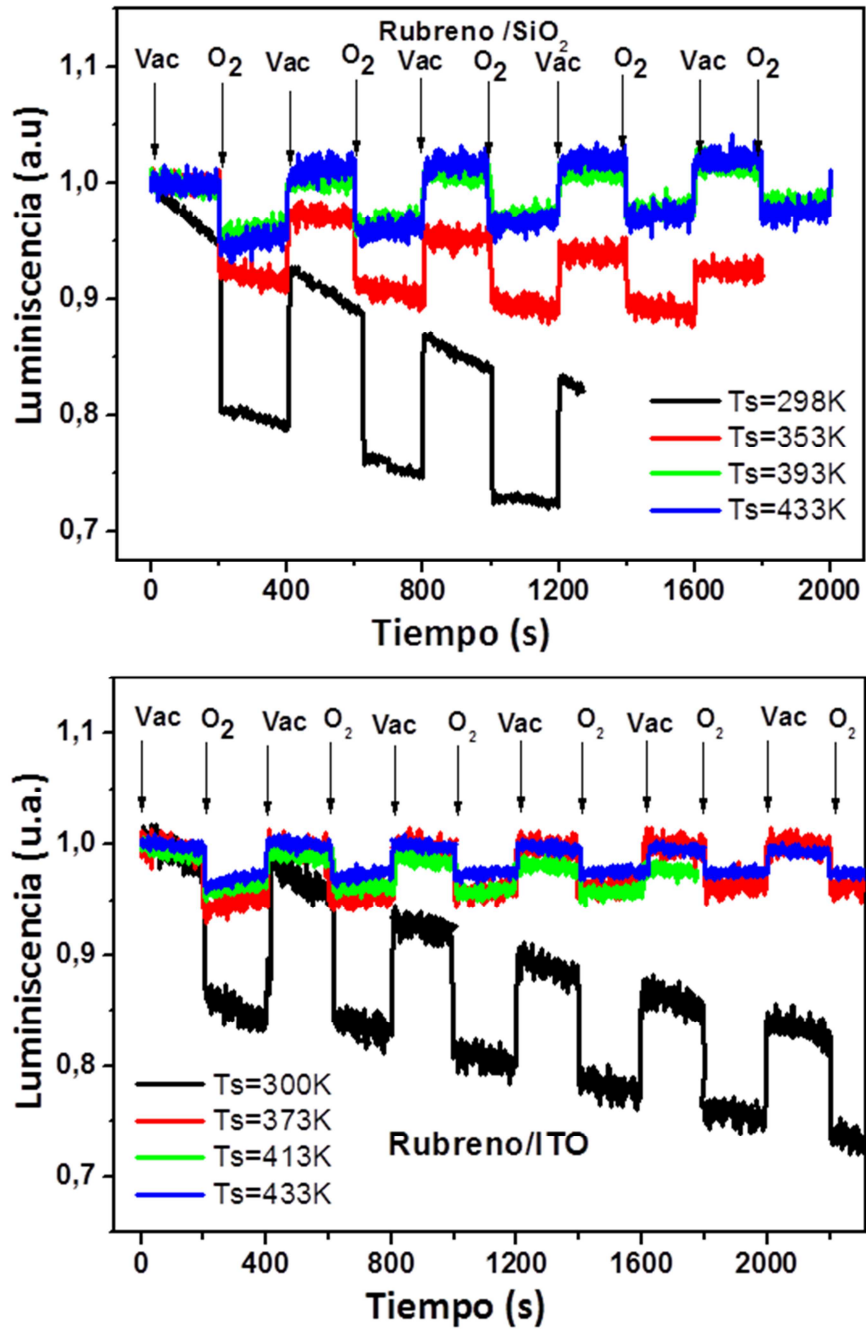 Rubreno /SiO₂
Vac O₂ Vac O₂ Vac O₂ Vac O₂ Vac O₂
1,1
1,0
0,9
0,8
0,7
Luminiscencia (a.u)
Ts=298K
Ts=353K
Ts=393K
Ts=433K
0 400 800 1200 1600 2000
Tiempo (s)
Vac O₂ Vac O₂ Vac O₂ Vac O₂ Vac O₂ Vac O₂
1,1
1,0
0,9
0,8
0,7
Luminiscencia (u.a.)
Ts=300K
Ts=373K
Ts=413K
Ts=433K
Rubreno/ITO
0 400 800 1200 1600 2000
Tiempo (s)